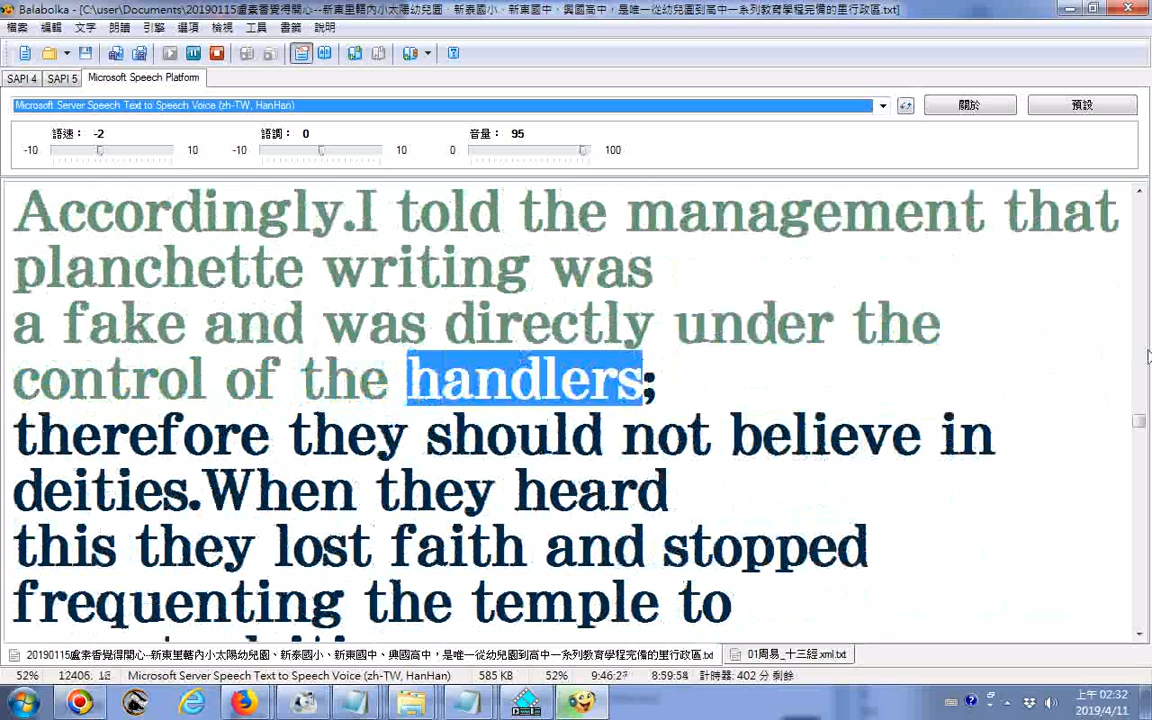 Balabolka - [C:\user\Documents\20190115盧素香覺得開心--新東里轄內小太陽幼兒園、新泰國小、新東國中、興國高中，是唯一從幼兒園到高中一系列教育學程完備的里行政區.txt]
檔案 編輯 文字 朗讀 引擎 選項 檢視 工具 書籤 說明
SAPI 4 SAPI 5 Microsoft Speech Platform
Microsoft Server Speech Text to Speech Voice (zh-TW, HanHan) 關於 預設
語速： -2 語調： 0 音量： 95
-10 10 -10 10 0 100
Accordingly.I told the management that
planchette writing was
a fake and was directly under the
control of the handlers;
therefore they should not believe in
deities.When they heard
this they lost faith and stopped
frequenting the temple to
20190115盧素香覺得開心--新東里轄內小太陽幼兒園、新泰國小、新東國中、興國高中，是唯一從幼兒園到高中一系列教育學程完備的里行政區.txt 01周易_十三經.xml.txt
52% Microsoft Server Speech Text to Speech Voice (zh-TW, HanHan) 585 KB 52% 計時器: 402 分 剩餘
上午 02:32
2019/4/11